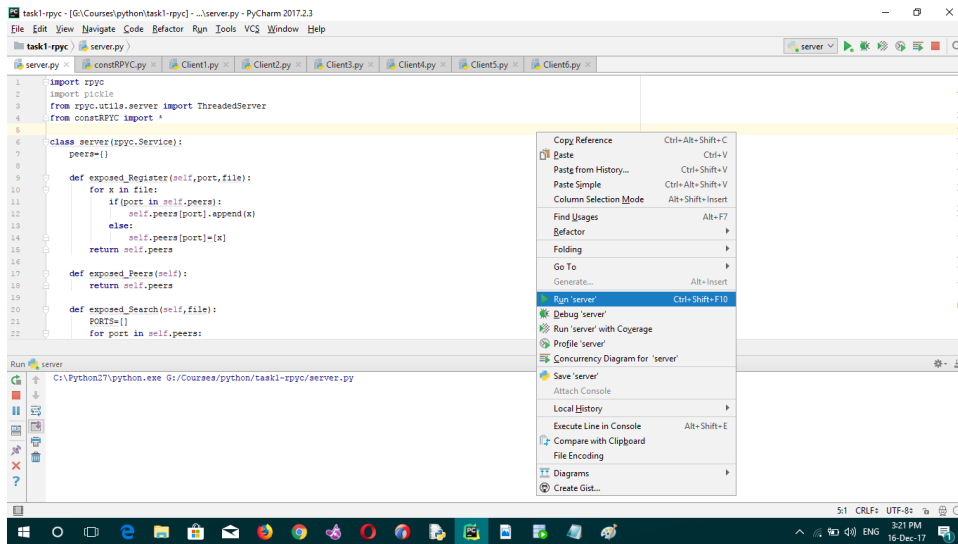 task1-rpyc - [G:\Courses\python\task1-rpyc] - ...\server.py - PyCharm 2017.2.3
File Edit View Navigate Code Refactor Run Tools VCS Window Help
task1-rpyc server.py server
server.py constRPYC.py Client1.py Client2.py Client3.py Client4.py Client5.py Client6.py
1 import rpyc
2 import pickle
3 from rpyc.utils.server import ThreadedServer
4 from constRPYC import *
5
6 class server(rpyc.Service):
7 peers={}
8
9 def exposed_Register(self,port,file):
10 for x in file:
11 if(port in self.peers):
12 self.peers[port].append(x)
13 else:
14 self.peers[port]=[x]
15 return self.peers
16
17 def exposed_Peers(self):
18 return self.peers
19
20 def exposed_Search(self,file):
21 PORTS=[]
22 for port in self.peers:
Copy Reference Ctrl+Alt+Shift+C
Paste Ctrl+V
Paste from History... Ctrl+Shift+V
Paste Simple Ctrl+Alt+Shift+V
Column Selection Mode Alt+Shift+Insert
Find Usages Alt+F7
Refactor
Folding
Go To
Generate... Alt+Insert
Run 'server' Ctrl+Shift+F10
Debug 'server'
Run 'server' with Coverage
Profile 'server'
Concurrency Diagram for 'server'
Save 'server'
Attach Console
Local History
Execute Line in Console Alt+Shift+E
Compare with Clipboard
File Encoding
Diagrams
Create Gist...
Run server
C:\Python27\python.exe G:/Courses/python/task1-rpyc/server.py
5:1 CRLF UTF-8
ENG 3:21 PM
16-Dec-17